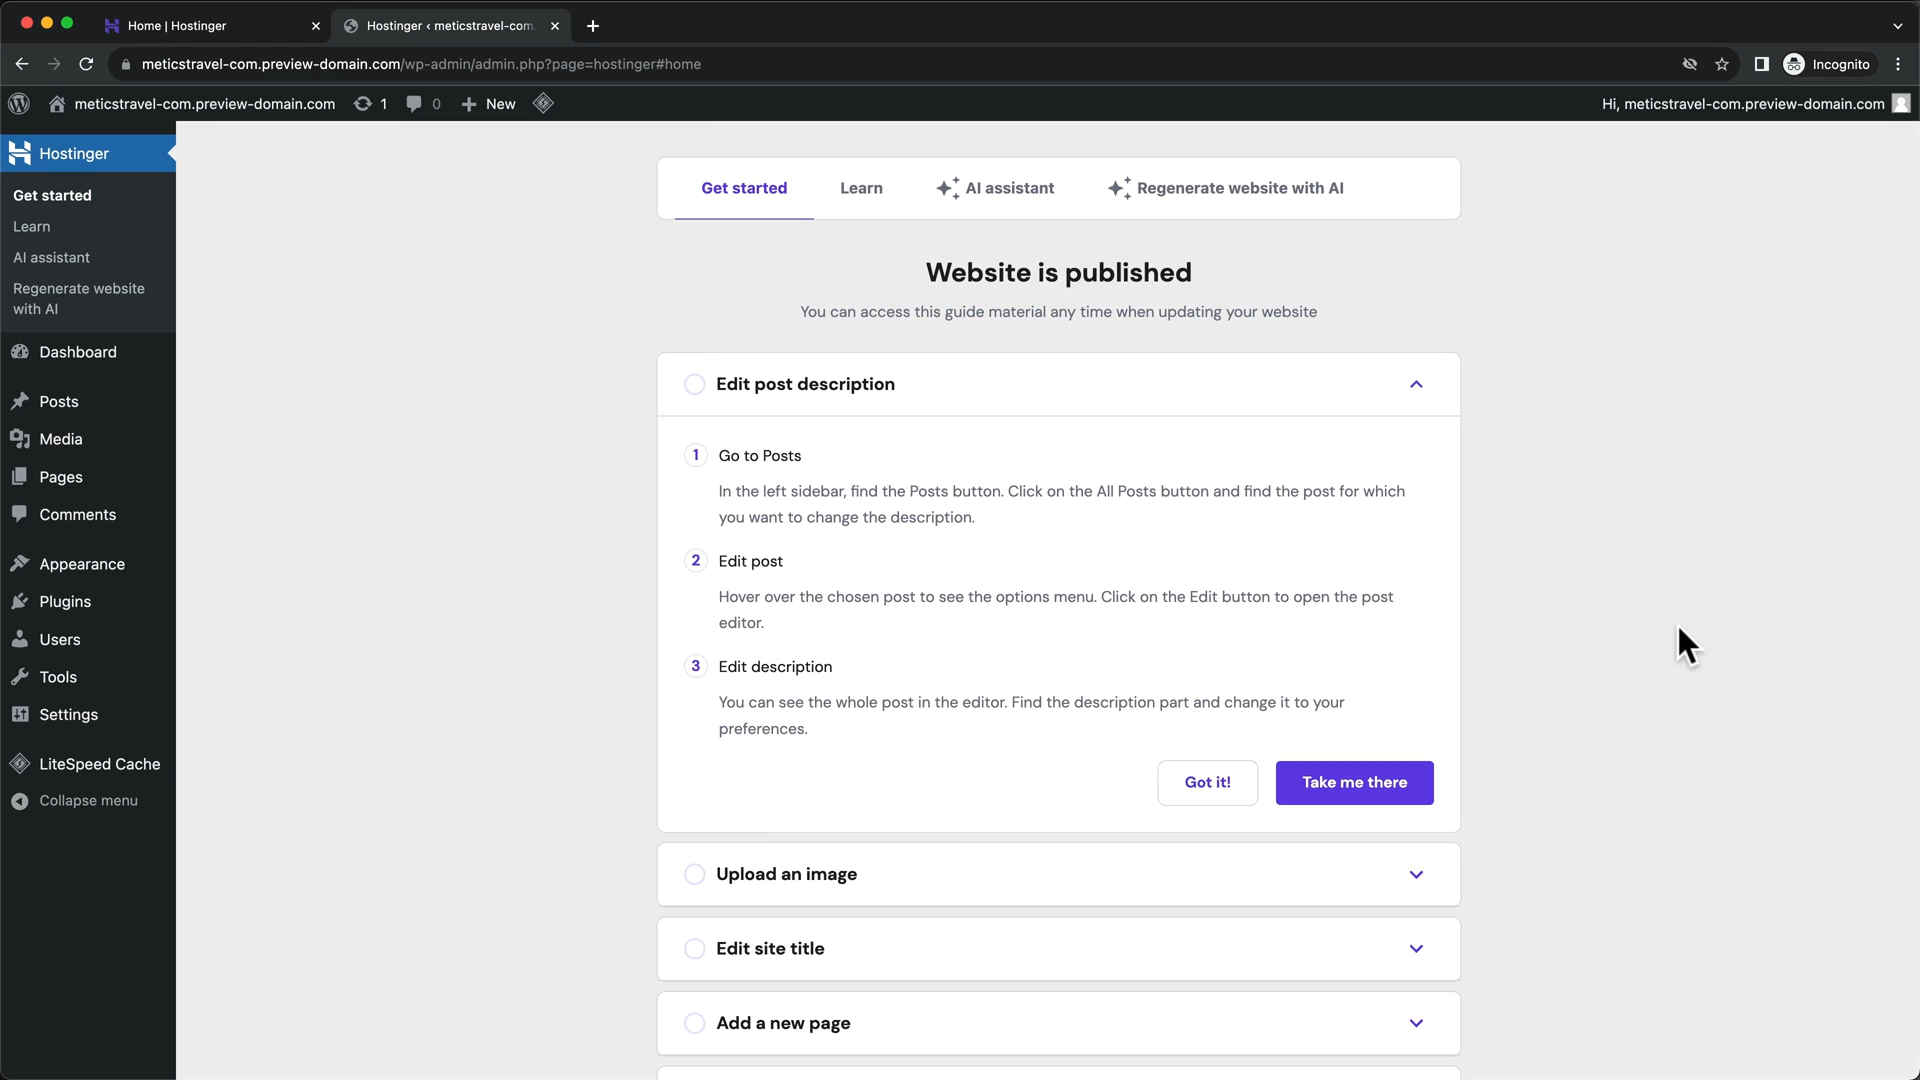 Home | Hostinger
Hostinger ‹ meticstravel-com.
meticstravel-com.preview-domain.com/wp-admin/admin.php?page=hostinger#home
Incognito
meticstravel-com.preview-domain.com
1
0
New
Hi, meticstravel-com.preview-domain.com
Hostinger
Get started
Learn
AI assistant
Regenerate website
with AI
Dashboard
Posts
Media
Pages
Comments
Appearance
Plugins
Users
Tools
Settings
LiteSpeed Cache
Collapse menu
Get started
Learn
AI assistant
Regenerate website with AI
Website is published
You can access this guide material any time when updating your website
Edit post description
1 Go to Posts
In the left sidebar, find the Posts button. Click on the All Posts button and find the post for which
you want to change the description.
2 Edit post
Hover over the chosen post to see the options menu. Click on the Edit button to open the post
editor.
3 Edit description
You can see the whole post in the editor. Find the description part and change it to your
preferences.
Got it!
Take me there
Upload an image
Edit site title
Add a new page